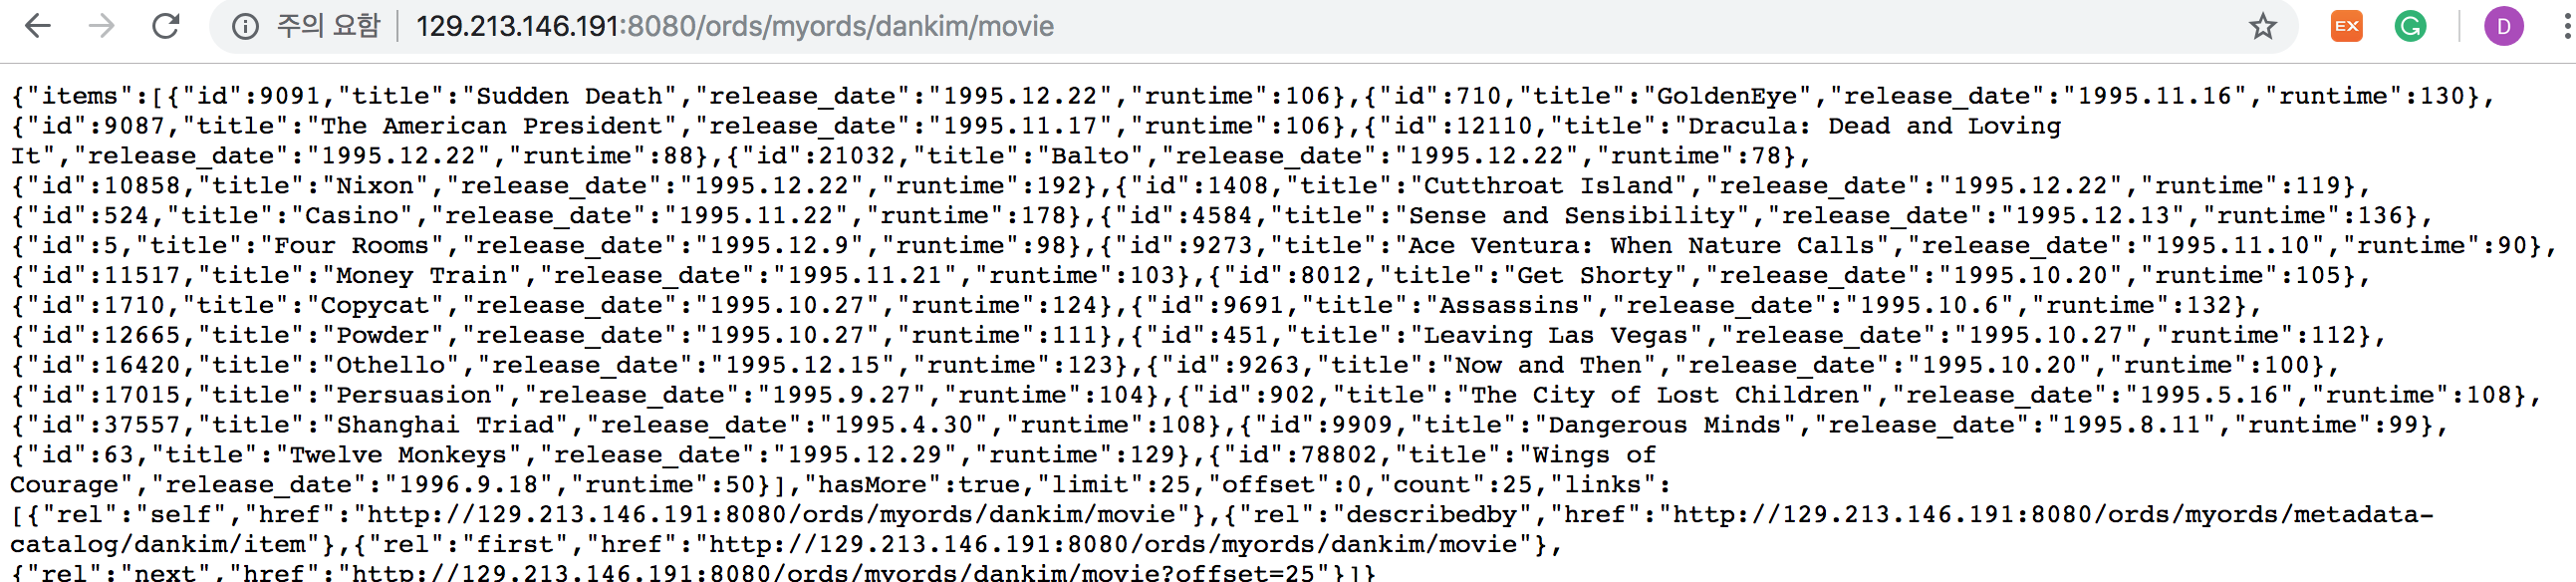 주의 요함 129.213.146.191:8080/ords/myords/dankim/movie EX G D
{"items":[{"id":9091,"title":"Sudden Death","release_date":"1995.12.22","runtime":106},{"id":710,"title":"GoldenEye","release_date":"1995.11.16","runtime":130},
{"id":9087,"title":"The American President","release_date":"1995.11.17","runtime":106},{"id":12110,"title":"Dracula: Dead and Loving
It","release_date":"1995.12.22","runtime":88},{"id":21032,"title":"Balto","release_date":"1995.12.22","runtime":78},
{"id":10858,"title":"Nixon","release_date":"1995.12.22","runtime":192},{"id":1408,"title":"Cutthroat Island","release_date":"1995.12.22","runtime":119},
{"id":524,"title":"Casino","release_date":"1995.11.22","runtime":178},{"id":4584,"title":"Sense and Sensibility","release_date":"1995.12.13","runtime":136},
{"id":5,"title":"Four Rooms","release_date":"1995.12.9","runtime":98},{"id":9273,"title":"Ace Ventura: When Nature Calls","release_date":"1995.11.10","runtime":90},
{"id":11517,"title":"Money Train","release_date":"1995.11.21","runtime":103},{"id":8012,"title":"Get Shorty","release_date":"1995.10.20","runtime":105},
{"id":1710,"title":"Copycat","release_date":"1995.10.27","runtime":124},{"id":9691,"title":"Assassins","release_date":"1995.10.6","runtime":132},
{"id":12665,"title":"Powder","release_date":"1995.10.27","runtime":111},{"id":451,"title":"Leaving Las Vegas","release_date":"1995.10.27","runtime":112},
{"id":16420,"title":"Othello","release_date":"1995.12.15","runtime":123},{"id":9263,"title":"Now and Then","release_date":"1995.10.20","runtime":100},
{"id":17015,"title":"Persuasion","release_date":"1995.9.27","runtime":104},{"id":902,"title":"The City of Lost Children","release_date":"1995.5.16","runtime":108},
{"id":37557,"title":"Shanghai Triad","release_date":"1995.4.30","runtime":108},{"id":9909,"title":"Dangerous Minds","release_date":"1995.8.11","runtime":99},
{"id":63,"title":"Twelve Monkeys","release_date":"1995.12.29","runtime":129},{"id":78802,"title":"Wings of
Courage","release_date":"1996.9.18","runtime":50}],"hasMore":true,"limit":25,"offset":0,"count":25,"links":
[{"rel":"self","href":"http://129.213.146.191:8080/ords/myords/dankim/movie"},{"rel":"describedby","href":"http://129.213.146.191:8080/ords/myords/metadata-
catalog/dankim/item"},{"rel":"first","href":"http://129.213.146.191:8080/ords/myords/dankim/movie"},
{"rel":"next","href":"http://129.213.146.191:8080/ords/myords/dankim/movie?offset=25"}]}